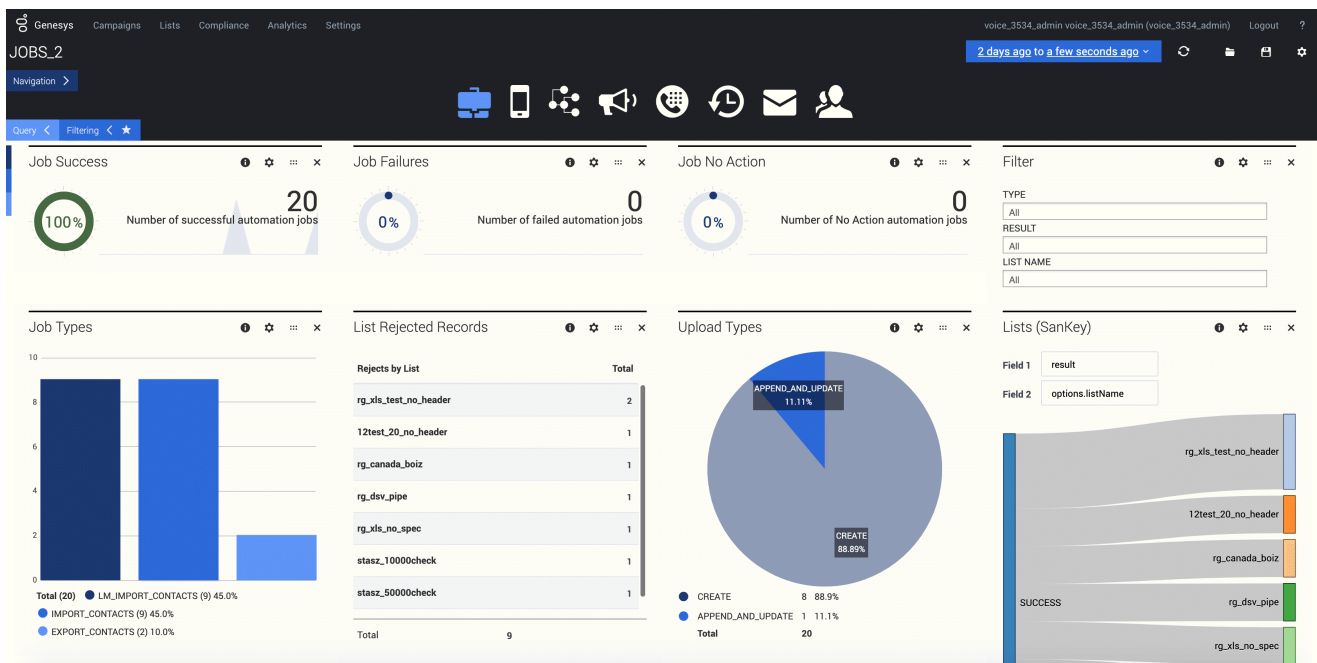 Genesys Campaigns Lists Compliance Analytics Settings voice_3534_admin voice_3534_admin (voice_3534_admin) Logout ?
JOBS_2 2 days ago to a few seconds ago
Navigation
Query Filtering
Job Success
100%
20
Number of successful automation jobs
Job Failures
0%
0
Number of failed automation jobs
Job No Action
0%
0
Number of No Action automation jobs
Filter
TYPE
All
RESULT
All
LIST NAME
All
Job Types
10
8
6
4
2
0
Total (20) LM_IMPORT_CONTACTS (9) 45.0%
IMPORT_CONTACTS (9) 45.0%
EXPORT_CONTACTS (2) 10.0%
List Rejected Records
Rejects by List Total
rg_xls_test_no_header 2
12test_20_no_header 1
rg_canada_boiz 1
rg_dsv_pipe 1
rg_xls_no_spec 1
stasz_10000check 1
stasz_50000check 1
Total 9
Upload Types
APPEND_AND_UPDATE
11.11%
CREATE
88.89%
CREATE 8 88.9%
APPEND_AND_UPDATE 1 11.1%
Total 20
Lists (SanKey)
Field 1 result
Field 2 options.listName
rg_xls_test_no_header
12test_20_no_header
rg_canada_boiz
SUCCESS rg_dsv_pipe
rg_xls_no_spec